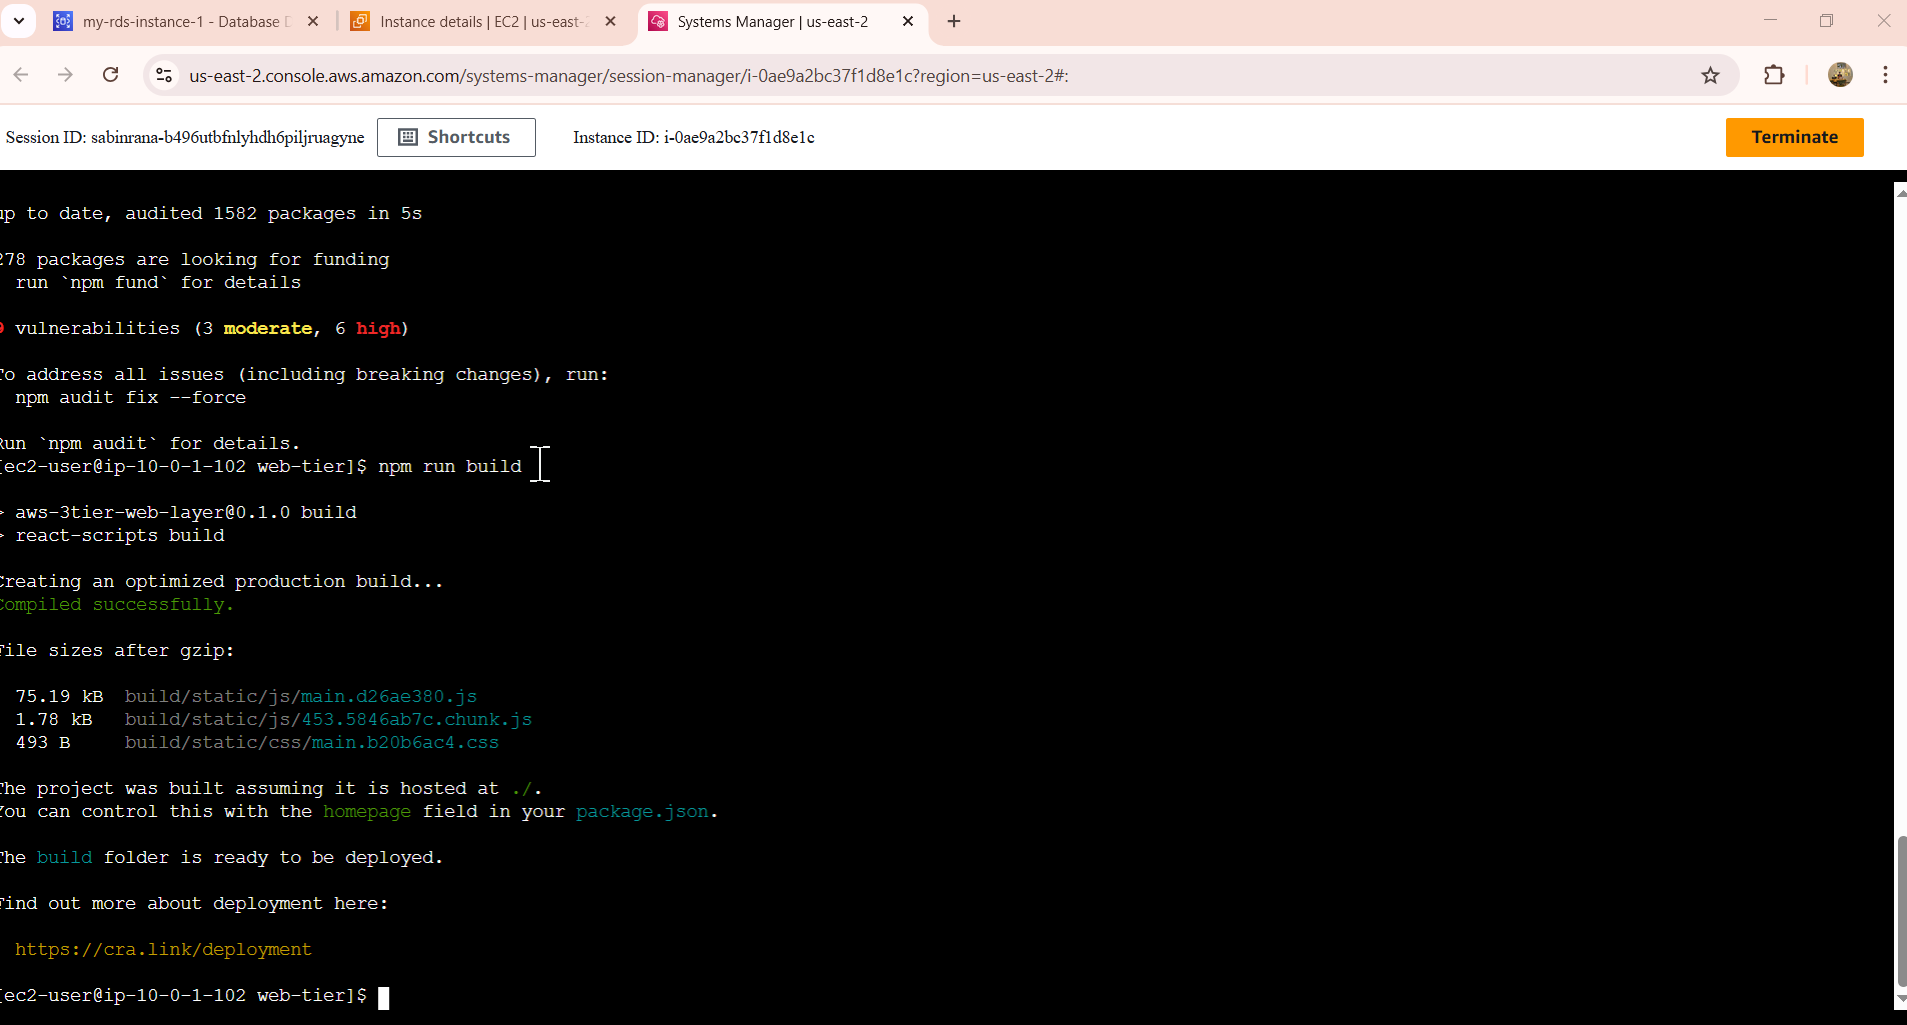 my-rds-instance-1 - Database D
Instance details | EC2 | us-east-2
Systems Manager | us-east-2
us-east-2.console.aws.amazon.com/systems-manager/session-manager/i-0ae9a2bc37f1d8e1c?region=us-east-2#:
Session ID: sabinrana-b496utbfnlyhdh6piljruagyne
Shortcuts
Instance ID: i-0ae9a2bc37f1d8e1c
Terminate
up to date, audited 1582 packages in 5s
278 packages are looking for funding
run `npm fund` for details
9 vulnerabilities (3 moderate, 6 high)
To address all issues (including breaking changes), run:
npm audit fix --force
Run `npm audit` for details.
[ec2-user@ip-10-0-1-102 web-tier]$ npm run build
> aws-3tier-web-layer@0.1.0 build
> react-scripts build
Creating an optimized production build...
Compiled successfully.
File sizes after gzip:
75.19 kB build/static/js/main.d26ae380.js
1.78 kB build/static/js/453.5846ab7c.chunk.js
493 B build/static/css/main.b20b6ac4.css
The project was built assuming it is hosted at ./.
You can control this with the homepage field in your package.json.
The build folder is ready to be deployed.
Find out more about deployment here:
https://cra.link/deployment
[ec2-user@ip-10-0-1-102 web-tier]$